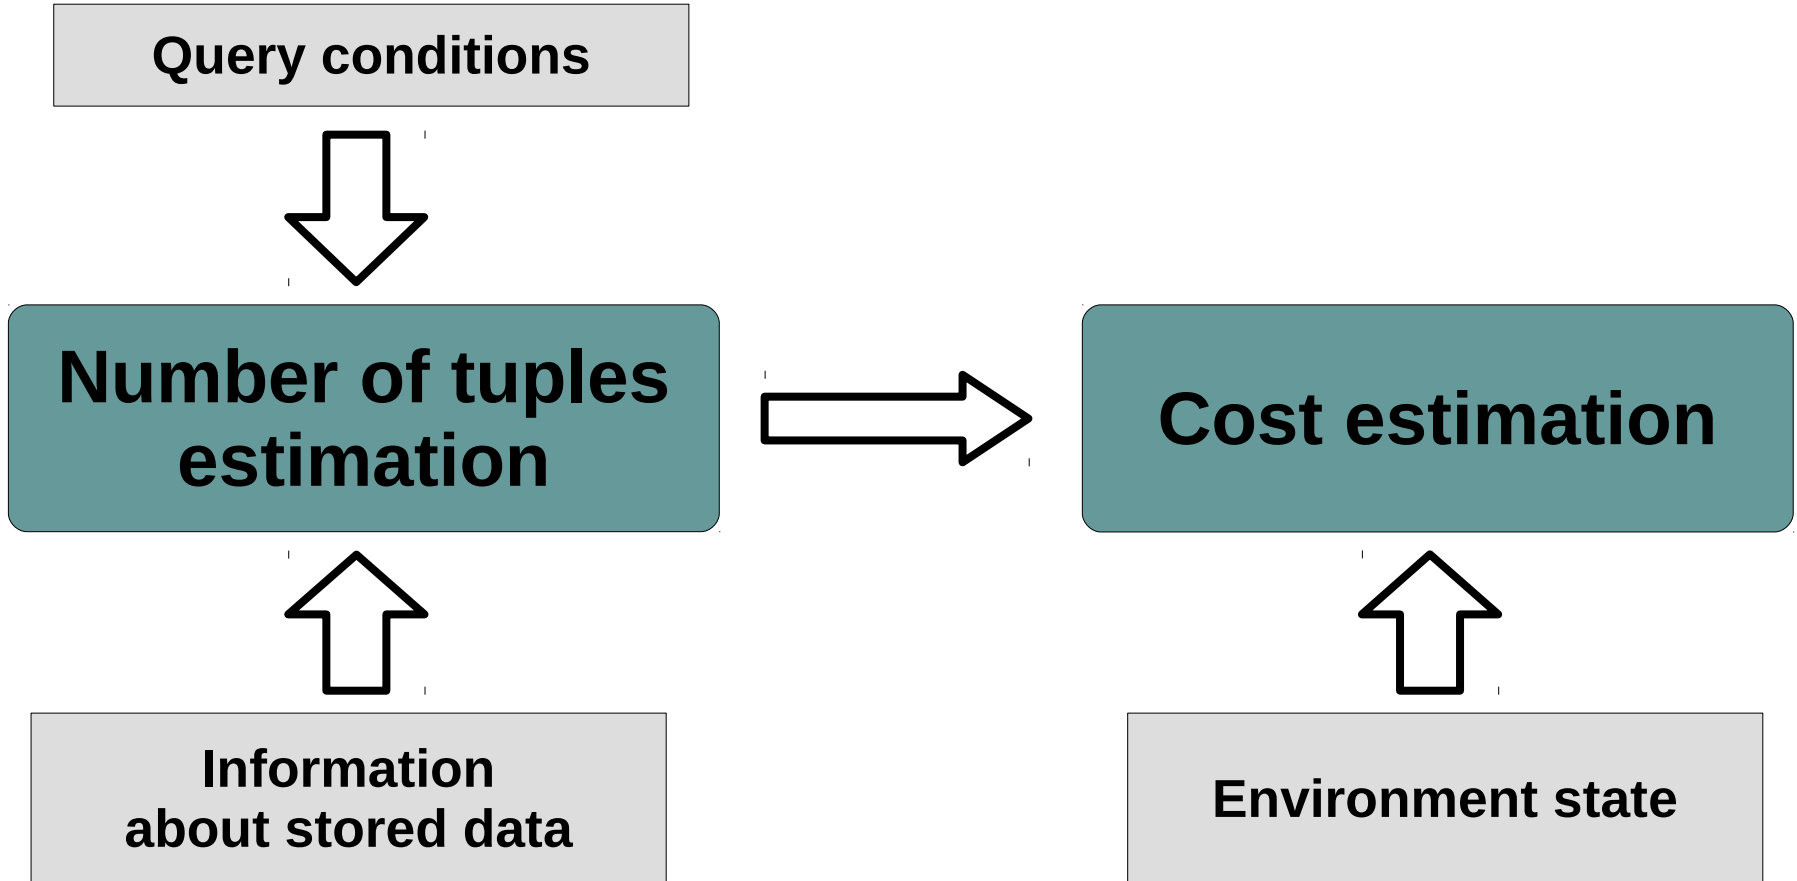 Query conditions
Number of tuples
estimation
Cost estimation
Information
about stored data
Environment state